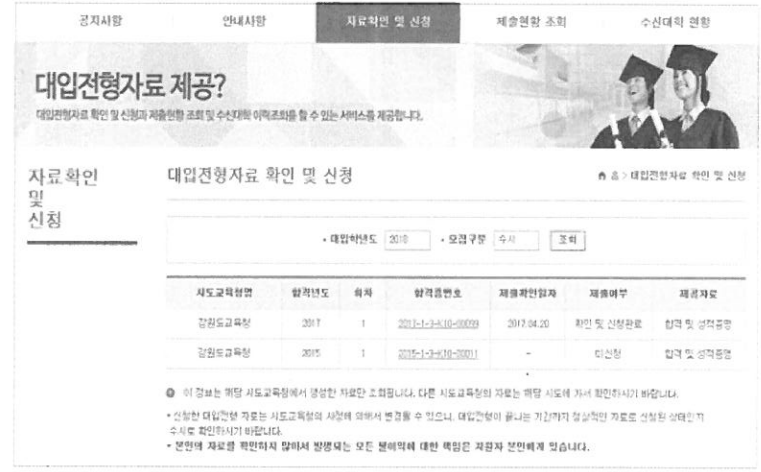 공지사항 안내사항 자료확인 및 신청 제출현황 조회 수신대학 현황
대입전형자료 제공?
대입전형자료 확인 및 신청과 제출현황 조회 및 수신대학 이력조회를 할 수 있는 서비스를 제공합니다.
자료확인
및
신청
대입전형자료 확인 및 신청
홈 > 대입전형자료 확인 및 신청
• 대입학년도 2018 • 모집구분 수시 조회
시도교육청명 합격년도 회차 합격증번호 제출확인일자 제출여부 제공자료
강원도교육청 2017 1 2017-1-3-K10-00099 2017.04.20 확인 및 신청완료 합격 및 성적증명
강원도교육청 2015 1 2015-1-3-K10-00011 - 미신청 합격 및 성적증명
이 정보는 해당 시도교육청에서 생성한 자료만 조회됩니다. 다른 시도교육청의 자료는 해당 시도에 가서 확인하시기 바랍니다.
• 신청한 대입전형 자료는 시도교육청의 사정에 의해서 변경될 수 있으니, 대입전형이 끝나는 기간까지 정상적인 자료로 신청된 상태인지
수시로 확인하시기 바랍니다.
• 본인의 자료를 확인하지 않아서 발생되는 모든 불이익에 대한 책임은 지원자 본인에게 있습니다.